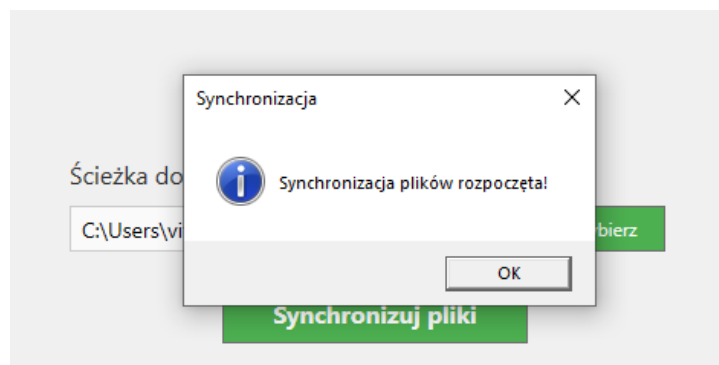 Synchronizacja
Synchronizacja plików rozpoczęta!
OK
Ścieżka do
C:\Users\vi
bierz
Synchronizuj pliki